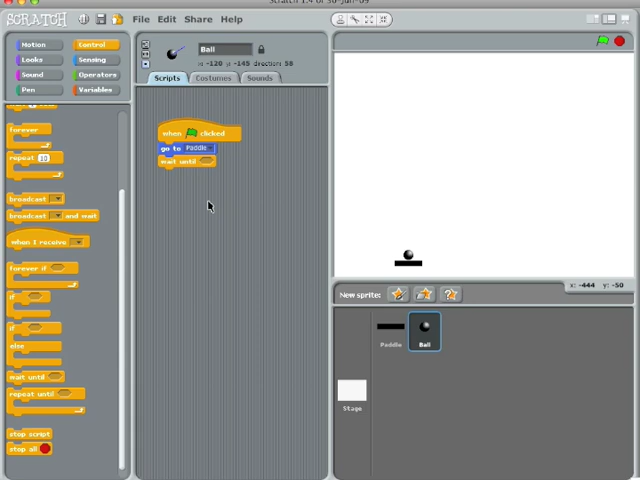 Scratch 1.4 of 30-Jun-09
SCRATCH File Edit Share Help
Motion Control
Looks Sensing
Sound Operators
Pen Variables
Ball
x: -120 y: -145 direction: 58
Scripts Costumes Sounds
forever
repeat 10
broadcast
broadcast and wait
when I receive
forever if
if
if
else
wait until
repeat until
stop script
stop all
when clicked
go to Paddle
wait until
x: -444 y: -50
New sprite:
Paddle Ball
Stage